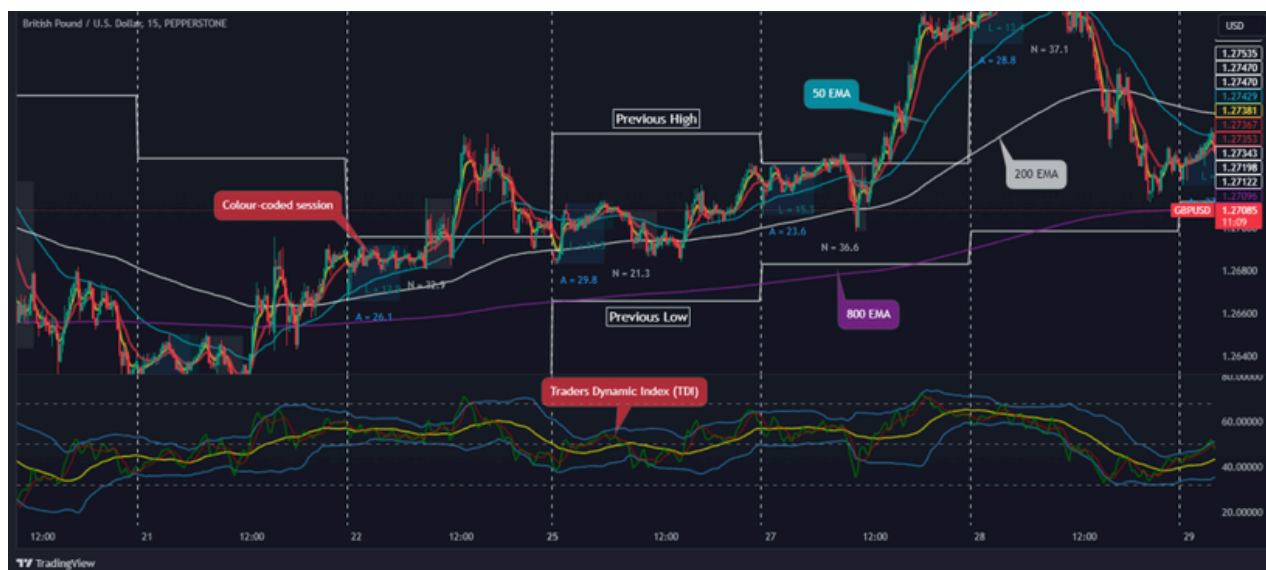 British Pound / U.S. Dollar, 15, PEPPERSTONE
USD
1.27535
1.27470
1.27470
1.27429
1.27381
1.27367
1.27353
1.27343
1.27198
1.27122
1.27096
GBPUSD 1.27085
11:09
1.26800
1.26600
1.26400
L = 13.4
N = 37.1
A = 28.8
50 EMA
Previous High
200 EMA
Colour-coded session
L = 15.3
A = 23.6
N = 36.6
N = 32.9
A = 26.1
A = 29.8
N = 21.3
Previous Low
800 EMA
Traders Dynamic Index (TDI)
80.00000
60.00000
40.00000
20.00000
12:00 21 12:00 22 12:00 25 12:00 27 12:00 28 12:00 29
TradingView